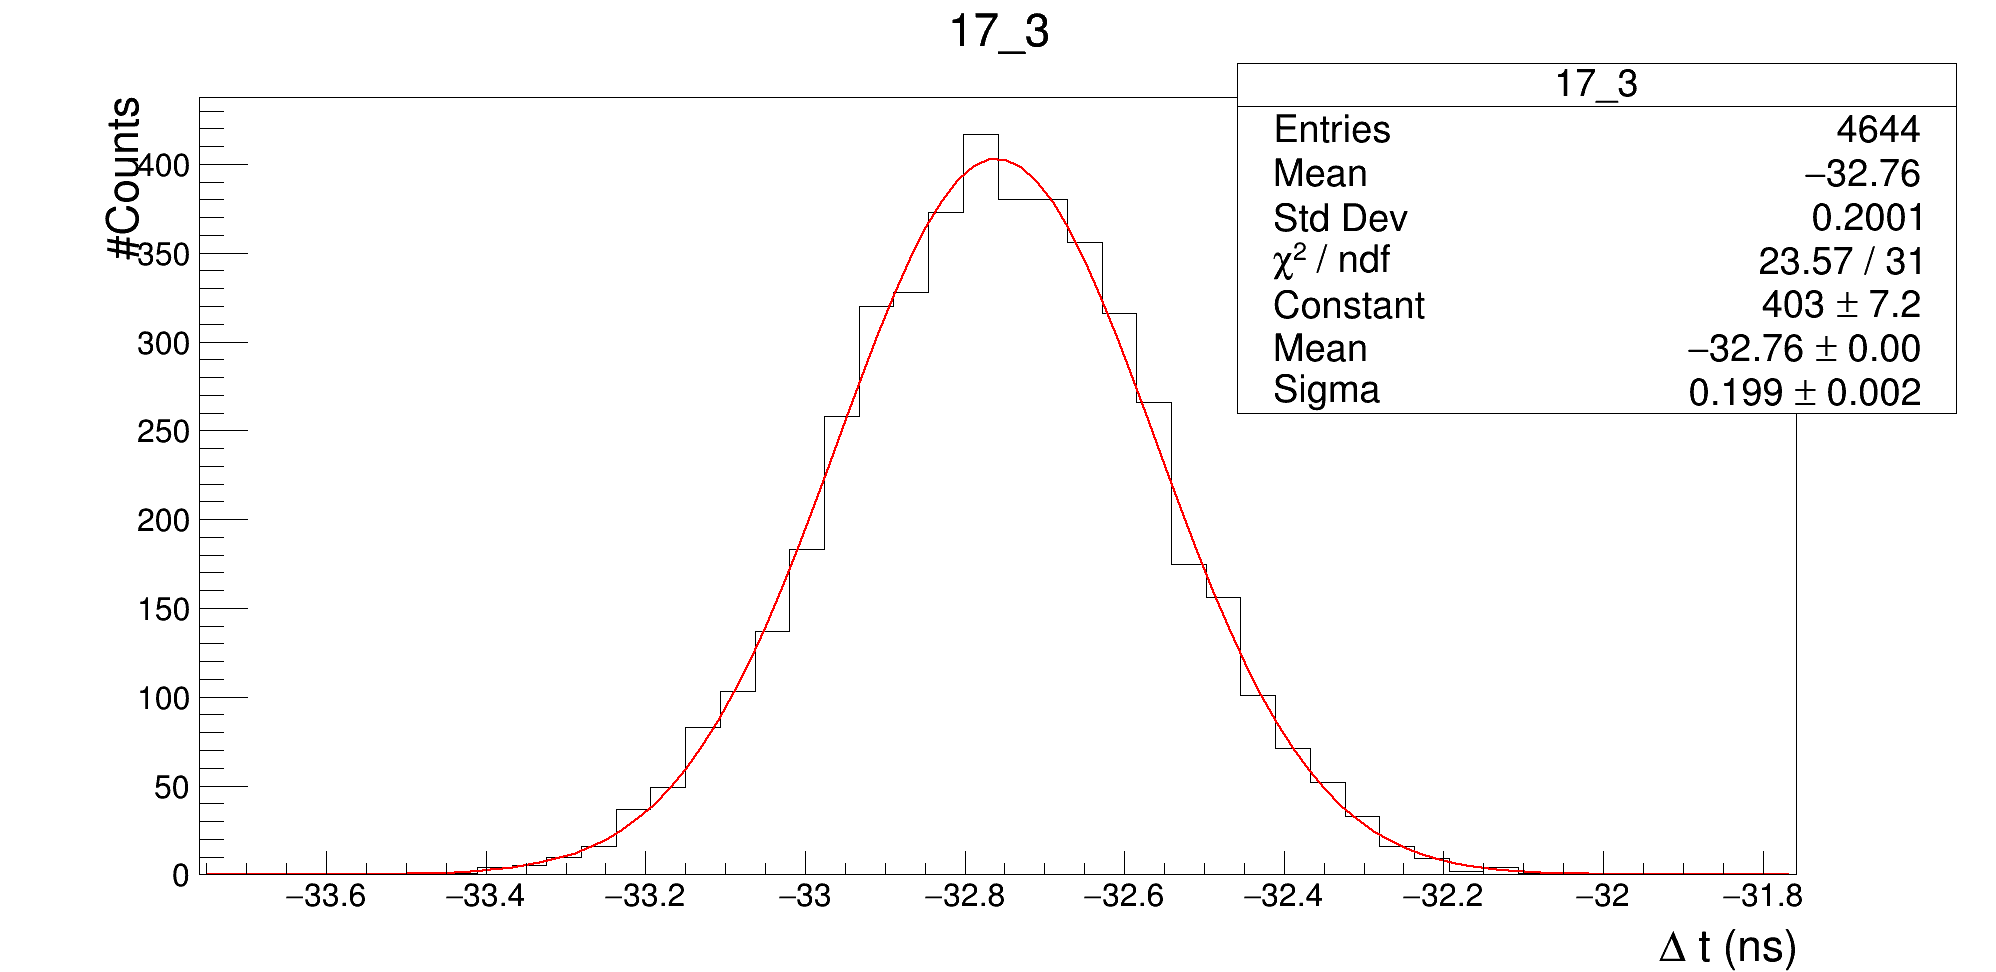 17_3
17_3
Entries 4644
Mean −32.76
Std Dev 0.2001
χ² / ndf 23.57 / 31
Constant 403 ± 7.2
Mean −32.76 ± 0.00
Sigma 0.199 ± 0.002
#Counts
400
350
300
250
200
150
100
50
0
−33.6 −33.4 −33.2 −33 −32.8 −32.6 −32.4 −32.2 −32 −31.8
Δ t (ns)